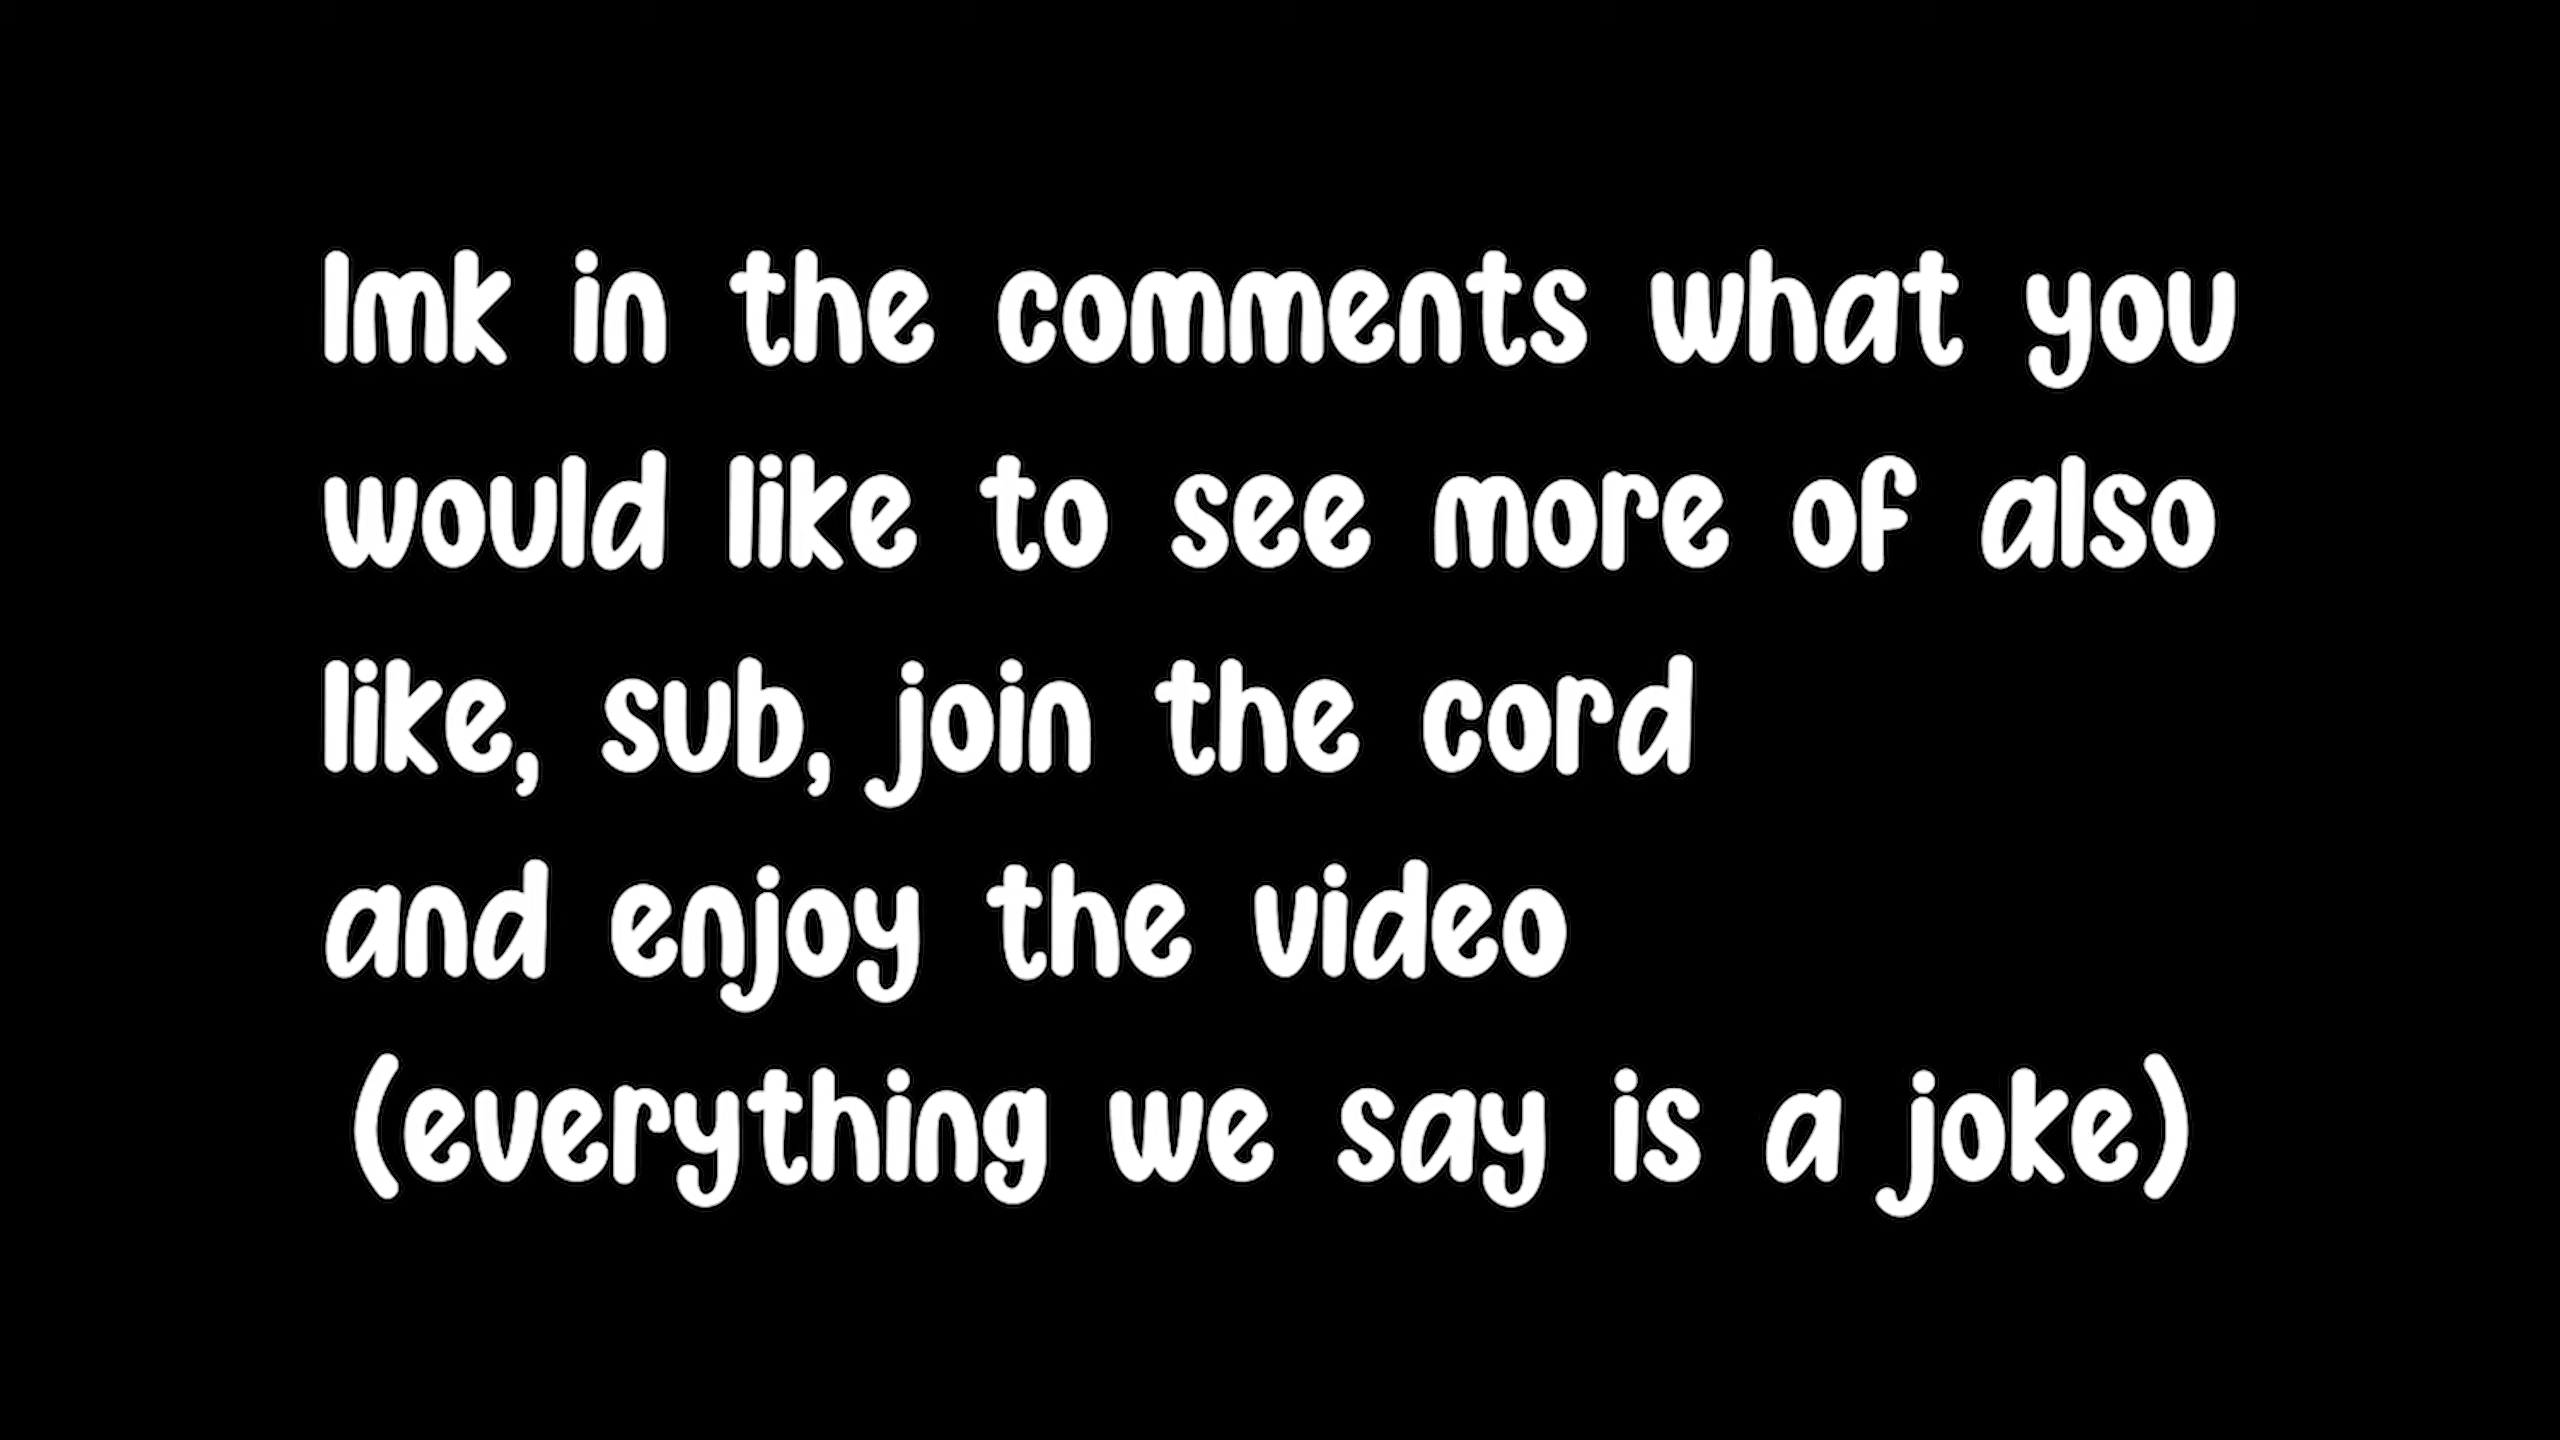 lmk in the comments what you
would like to see more of also
like, sub, join the cord
and enjoy the video
(everything we say is a joke)